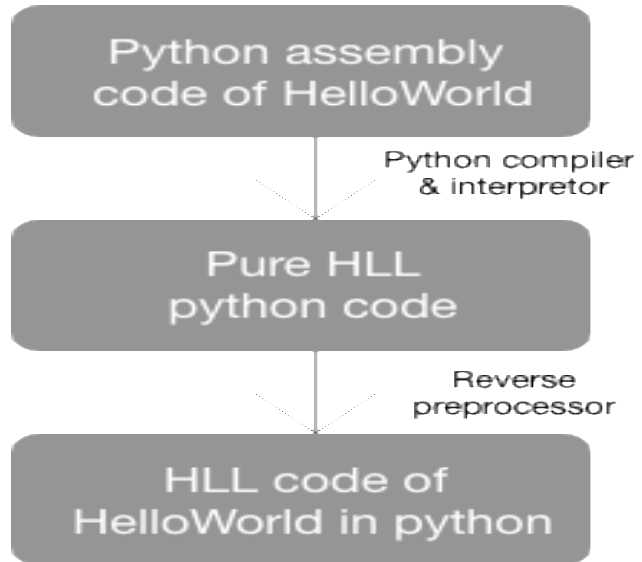 Python assembly
code of HelloWorld
Python compiler
& interpretor
Pure HLL
python code
Reverse
preprocessor
HLL code of
HelloWorld in python